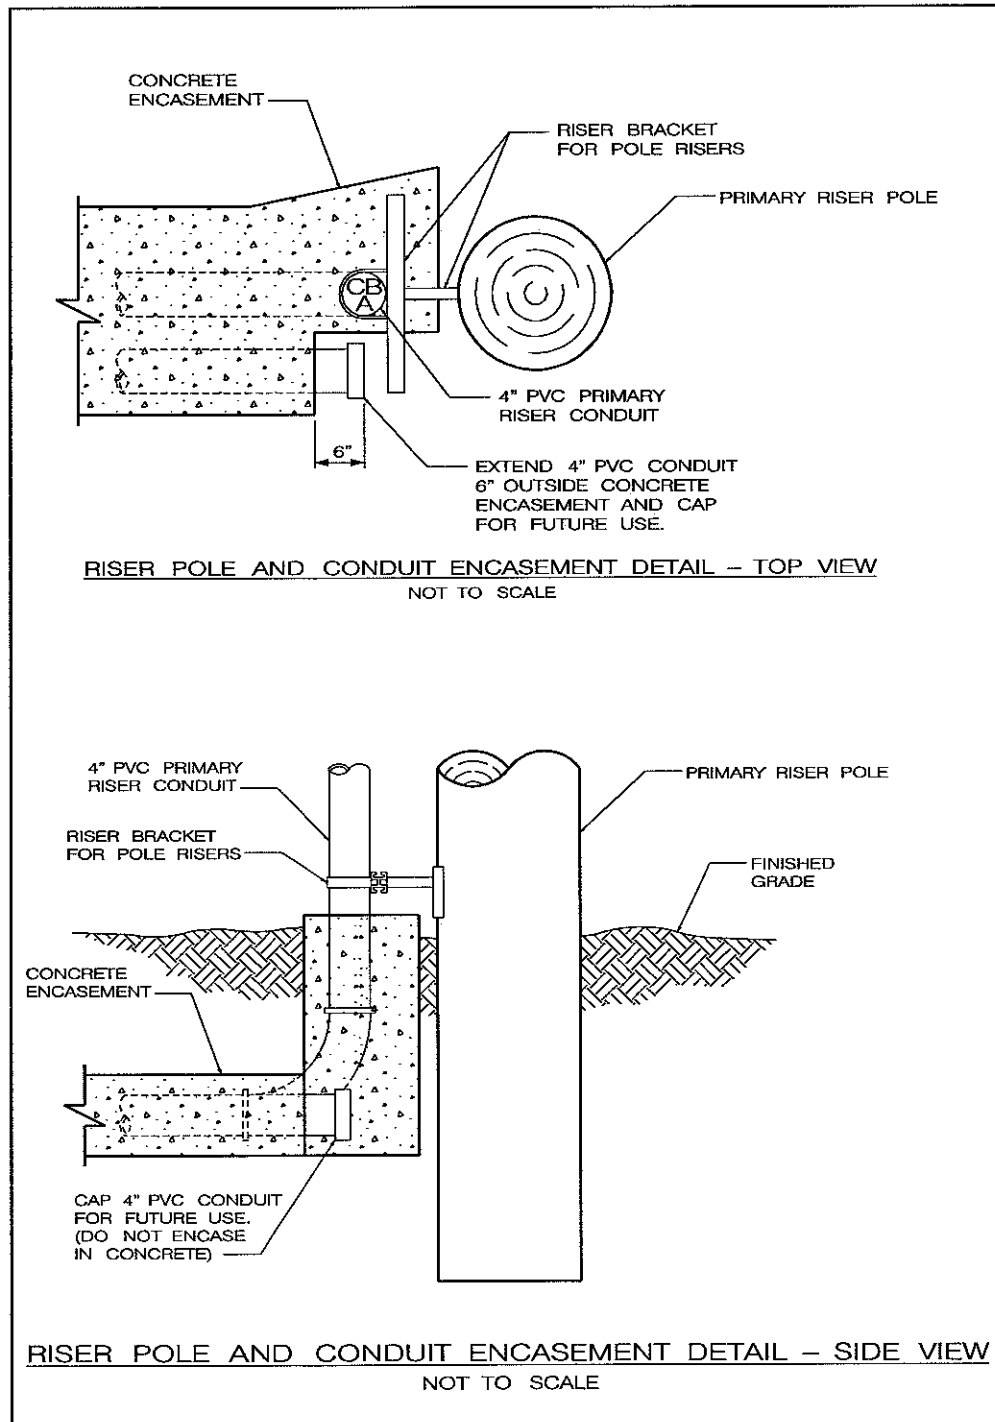 CONCRETE
ENCASEMENT
RISER BRACKET
FOR POLE RISERS
PRIMARY RISER POLE
CB
A
4" PVC PRIMARY
RISER CONDUIT
6"
EXTEND 4" PVC CONDUIT
6" OUTSIDE CONCRETE
ENCASEMENT AND CAP
FOR FUTURE USE.
RISER POLE AND CONDUIT ENCASEMENT DETAIL – TOP VIEW
NOT TO SCALE
4" PVC PRIMARY
RISER CONDUIT
PRIMARY RISER POLE
RISER BRACKET
FOR POLE RISERS
FINISHED
GRADE
CONCRETE
ENCASEMENT
CAP 4" PVC CONDUIT
FOR FUTURE USE.
(DO NOT ENCASE
IN CONCRETE)
RISER POLE AND CONDUIT ENCASEMENT DETAIL – SIDE VIEW
NOT TO SCALE